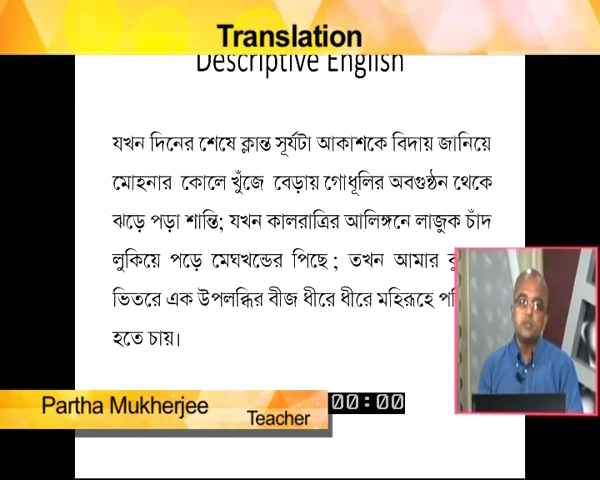 Translation
Descriptive English
যখন দিনের শেষে ক্লান্ত সূর্যটা আকাশকে বিদায় জানিয়ে
মোহনার কোলে খুঁজে বেড়ায় গোধূলির অবগুন্ঠন থেকে
ঝড়ে পড়া শান্তি; যখন কালরাত্রির আলিঙ্গনে লাজুক চাঁদ
লুকিয়ে পড়ে মেঘখন্ডের পিছে ; তখন আমার
ভিতরে এক উপলব্ধির বীজ ধীরে ধীরে মহিরূহে
হতে চায়।
Partha Mukherjee
Teacher
00:00